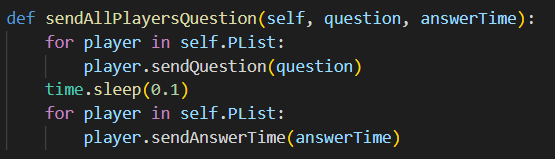 def sendAllPlayersQuestion(self, question, answerTime):
    for player in self.PList:
        player.sendQuestion(question)
    time.sleep(0.1)
    for player in self.PList:
        player.sendAnswerTime(answerTime)